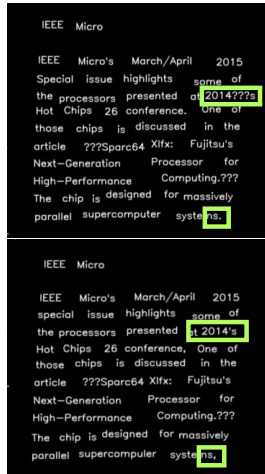 IEEE Micro
IEEE Micro's March/April 2015
Special issue highlights some of
the processors presented at 2014???s
Hot Chips 26 conference. One of
those chips is discussed in the
article ???Sparc64 XIfx: Fujitsu's
Next-Generation Processor for
High-Performance Computing.???
The chip is designed for massively
parallel supercomputer systems.
IEEE Micro
IEEE Micro's March/April 2015
special issue highlights some of
the processors presented at 2014's
Hot Chips 26 conference, One of
those chips is discussed in the
article ???Sparc64 XIfx: Fujitsu's
Next-Generation Processor for
High-Performance Computing.???
The chip is designed for massively
parallel supercomputer systems,